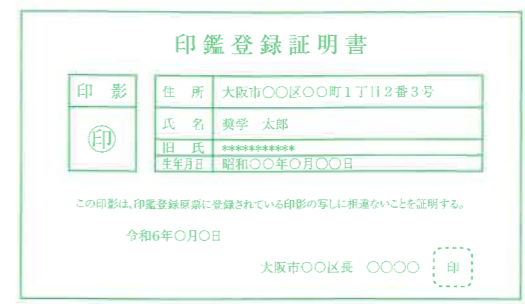 印鑑登録証明書
印 影
㊞
住 所 大阪市〇〇区〇〇町1丁目2番3号
氏 名 奨学 太郎
旧 氏 ***********
生年月日 昭和〇〇年〇月〇〇日
この印影は、印鑑登録原票に登録されている印影の写しに相違ないことを証明する。
令和6年〇月〇日
大阪市〇〇区長 〇〇〇〇 印